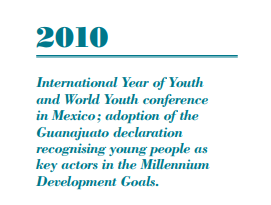 2010
International Year of Youth
and World Youth conference
in Mexico; adoption of the
Guanajuato declaration
recognising young people as
key actors in the Millennium
Development Goals.